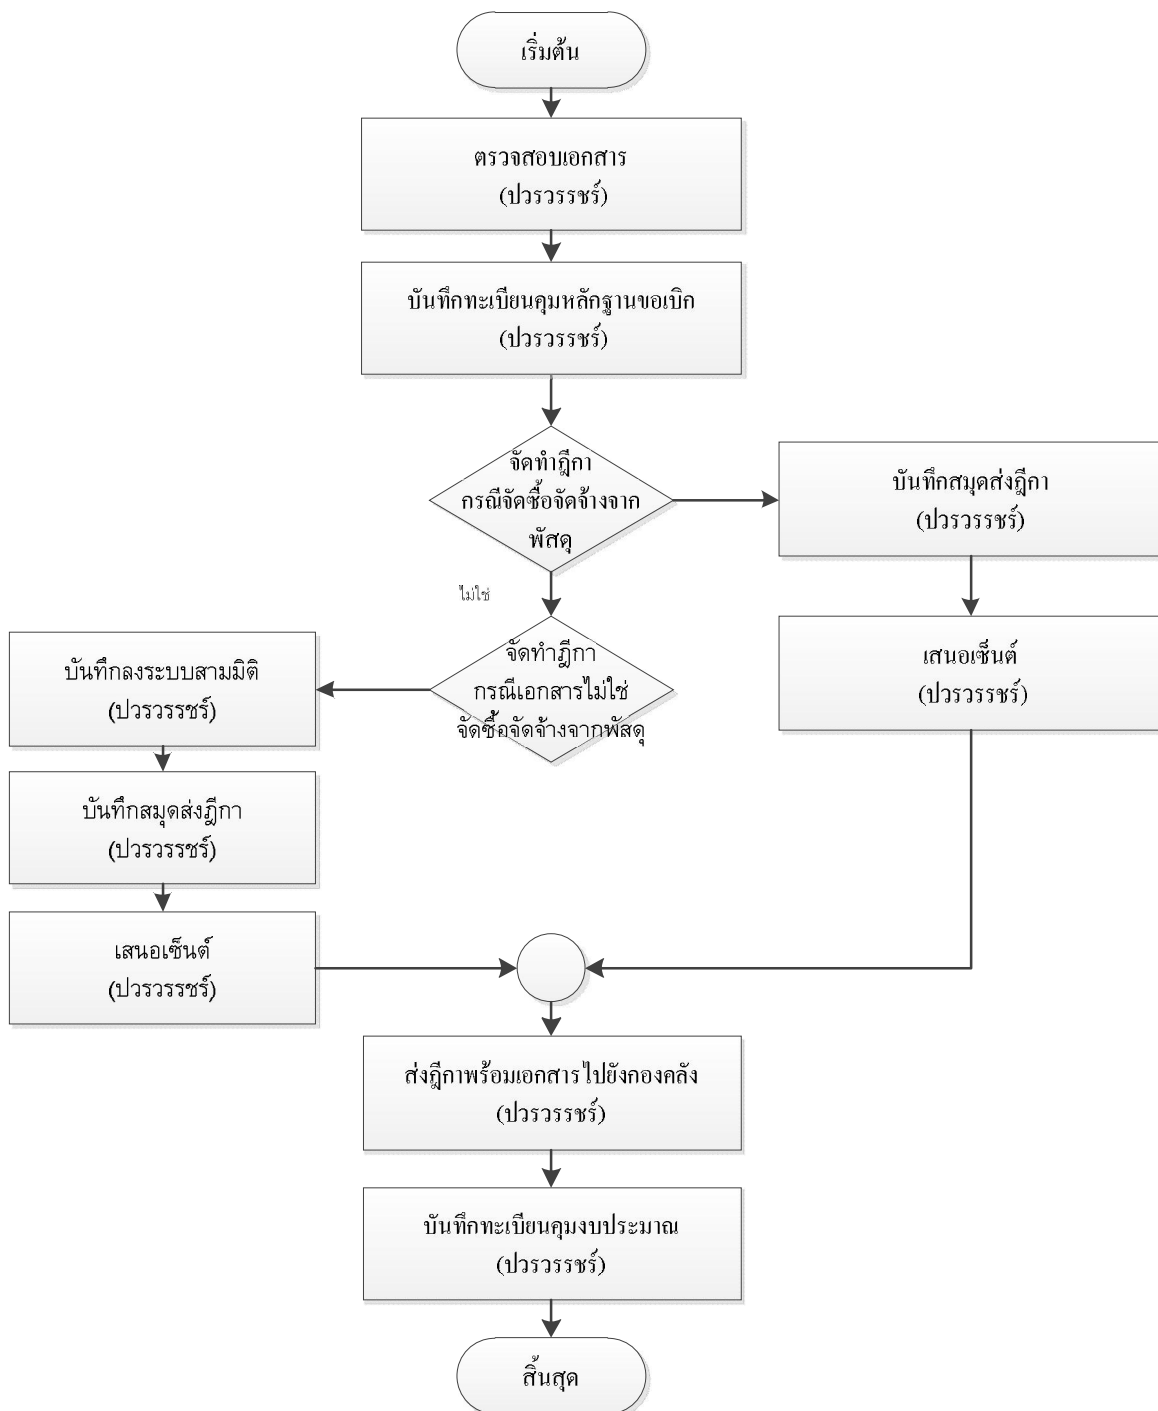 เริ่มต้น
ตรวจสอบเอกสาร
(ปวรวรรชร์)
บันทึกทะเบียนคุมหลักฐานขอเบิก
(ปวรวรรชร์)
จัดทำฎีกา
กรณีจัดซื้อจัดจ้างจาก
พัสดุ
บันทึกสมุดส่งฎีกา
(ปวรวรรชร์)
ไม่ใช่
จัดทำฎีกา
กรณีเอกสารไม่ใช่
จัดซื้อจัดจ้างจากพัสดุ
เสนอเซ็นต์
(ปวรวรรชร์)
บันทึกลงระบบสามมิติ
(ปวรวรรชร์)
บันทึกสมุดส่งฎีกา
(ปวรวรรชร์)
เสนอเซ็นต์
(ปวรวรรชร์)
ส่งฎีกาพร้อมเอกสารไปยังกองคลัง
(ปวรวรรชร์)
บันทึกทะเบียนคุมงบประมาณ
(ปวรวรรชร์)
สิ้นสุด